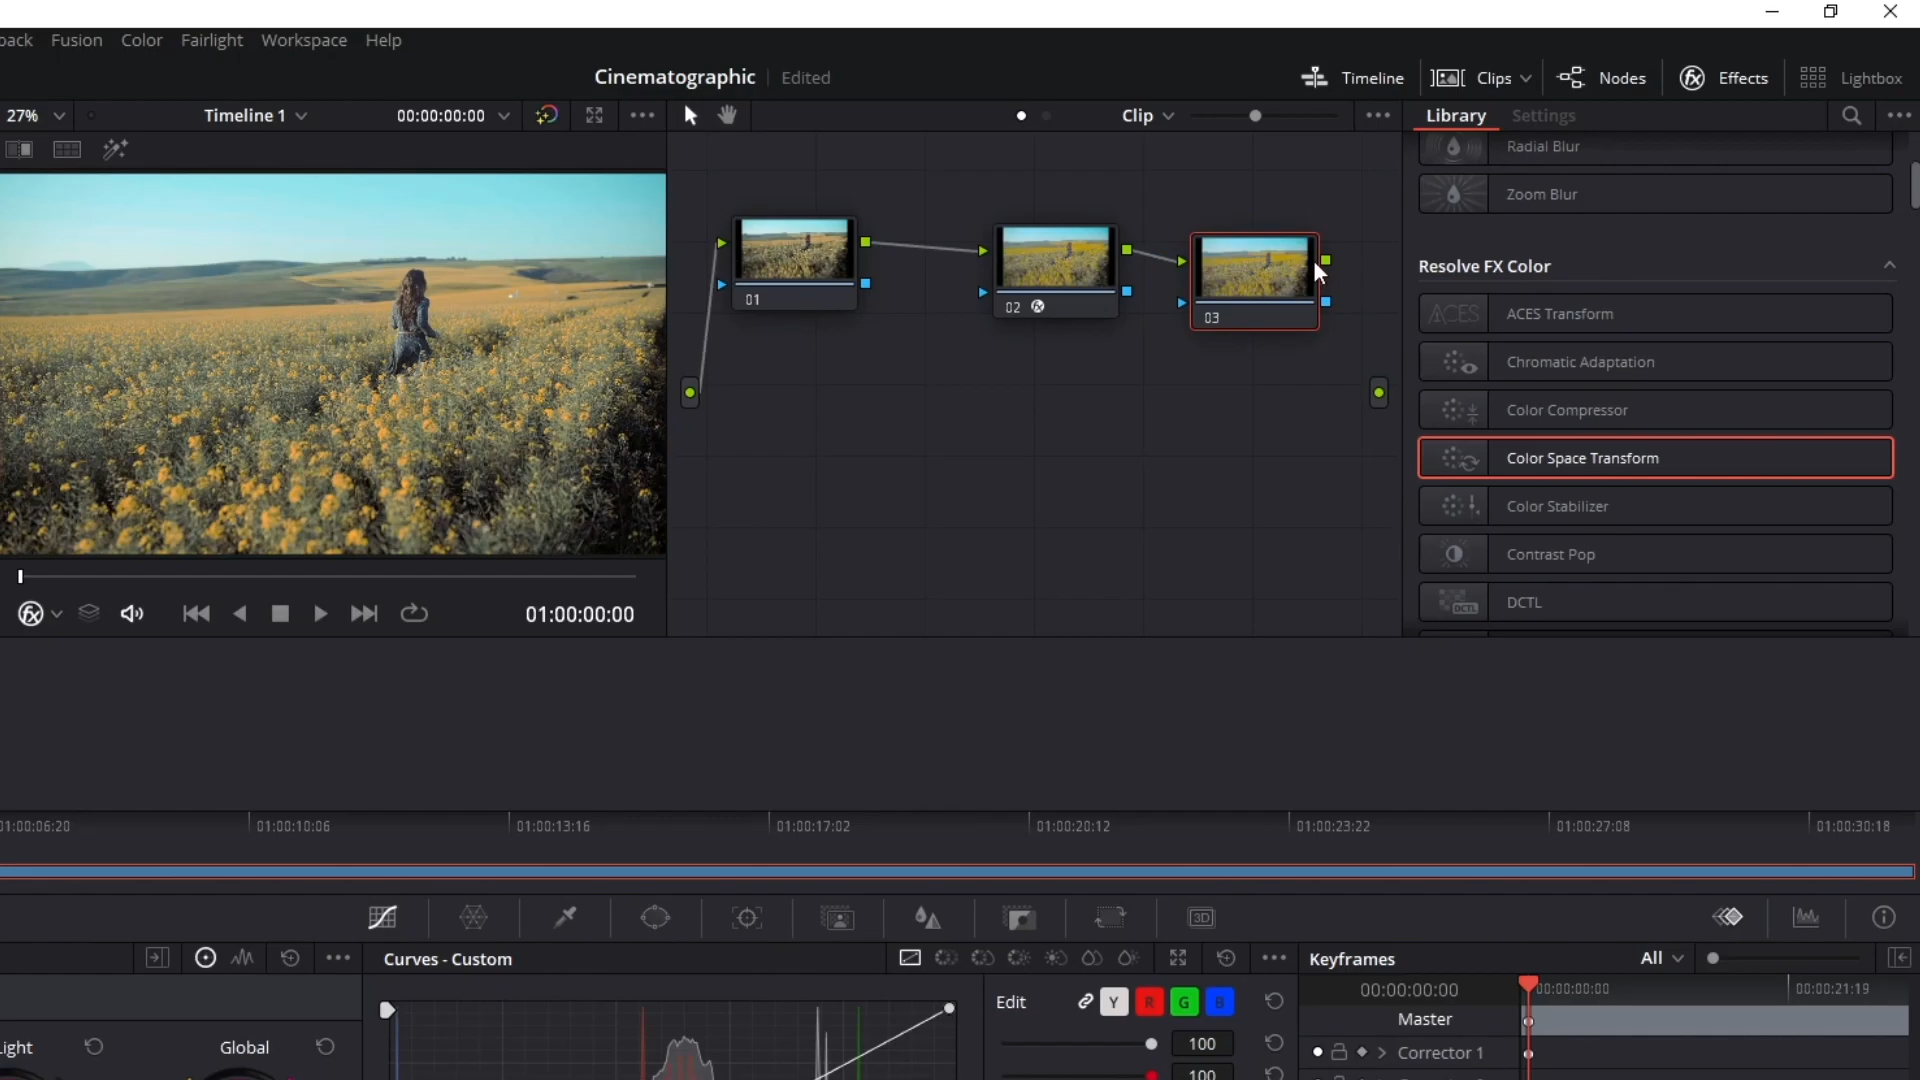 back Fusion Color Fairlight Workspace Help
Cinematographic Edited
Timeline Clips Nodes Effects Lightbox
27% Timeline 1 00:00:00:00 Clip Library Settings
Radial Blur
Zoom Blur
Resolve FX Color
ACES ACES Transform
Chromatic Adaptation
Color Compressor
Color Space Transform
Color Stabilizer
Contrast Pop
DCTL DCTL
01
02
03
01:00:00:00
01:00:06:20 01:00:10:06 01:00:13:16 01:00:17:02 01:00:20:12 01:00:23:22 01:00:27:08 01:00:30:18
3D
Curves - Custom Keyframes All
Edit Y R G B 00:00:00:00 00:00:00:00 00:00:21:19
Master
Light Global 100 Corrector 1
100